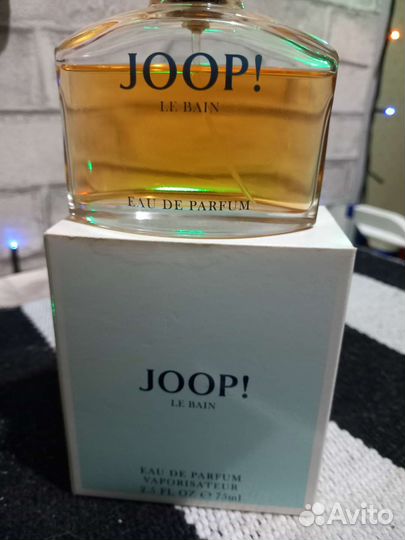 JOOP!
LE BAIN
EAU DE PARFUM
JOOP!
LE BAIN
EAU DE PARFUM
VAPORISATEUR
2.5 FL OZ ℮ 75ml
Avito